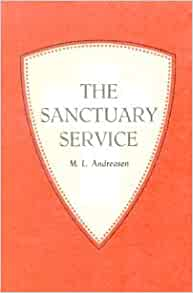 THE
SANCTUARY
SERVICE
M. L. Andreasen